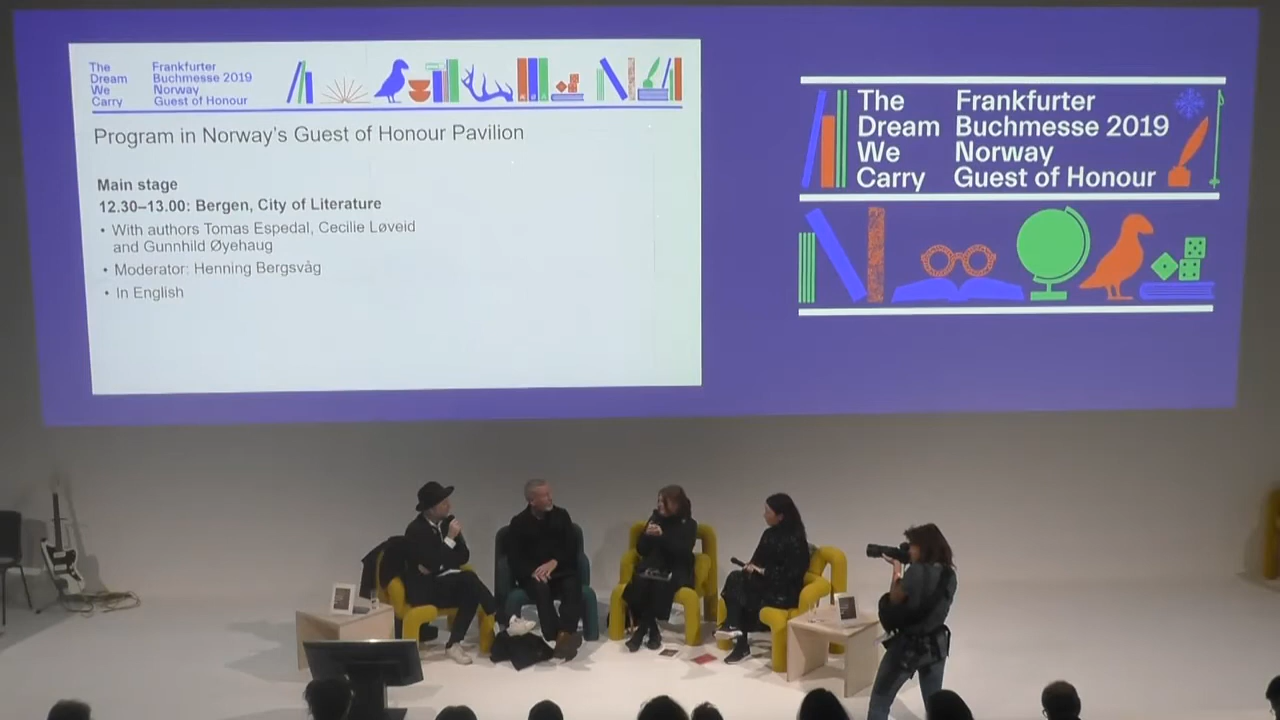 The
Dream
We
Carry
Frankfurter
Buchmesse 2019
Norway
Guest of Honour
Program in Norway's Guest of Honour Pavilion
Main stage
12.30–13.00: Bergen, City of Literature
• With authors Tomas Espedal, Cecilie Løveid
and Gunnhild Øyehaug
• Moderator: Henning Bergsvåg
• In English
The
Dream
We
Carry
Frankfurter
Buchmesse 2019
Norway
Guest of Honour